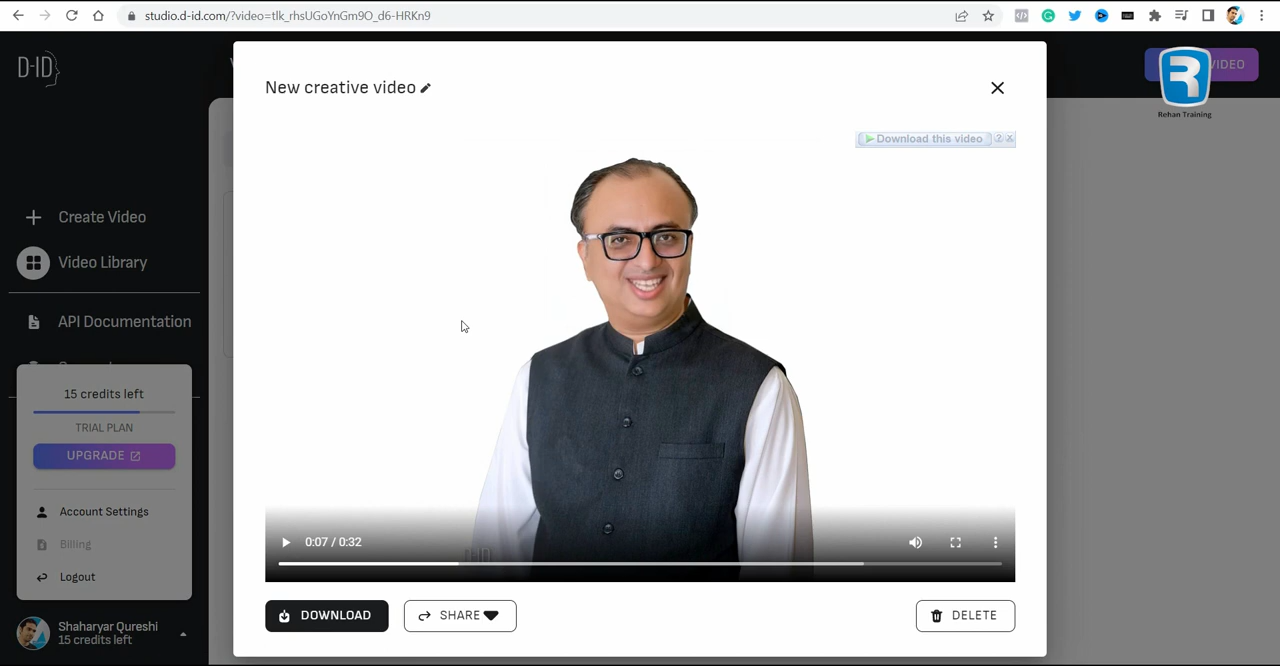 studio.d-id.com/?video=tlk_rhsUGoYnGm9O_d6-HRKn9
D-ID
VIDEO
Rehan Training
New creative video
Download this video
Create Video
Video Library
API Documentation
15 credits left
TRIAL PLAN
UPGRADE
Account Settings
Billing
Logout
Shaharyar Qureshi
15 credits left
0:07 / 0:32
D-ID
DOWNLOAD
SHARE
DELETE